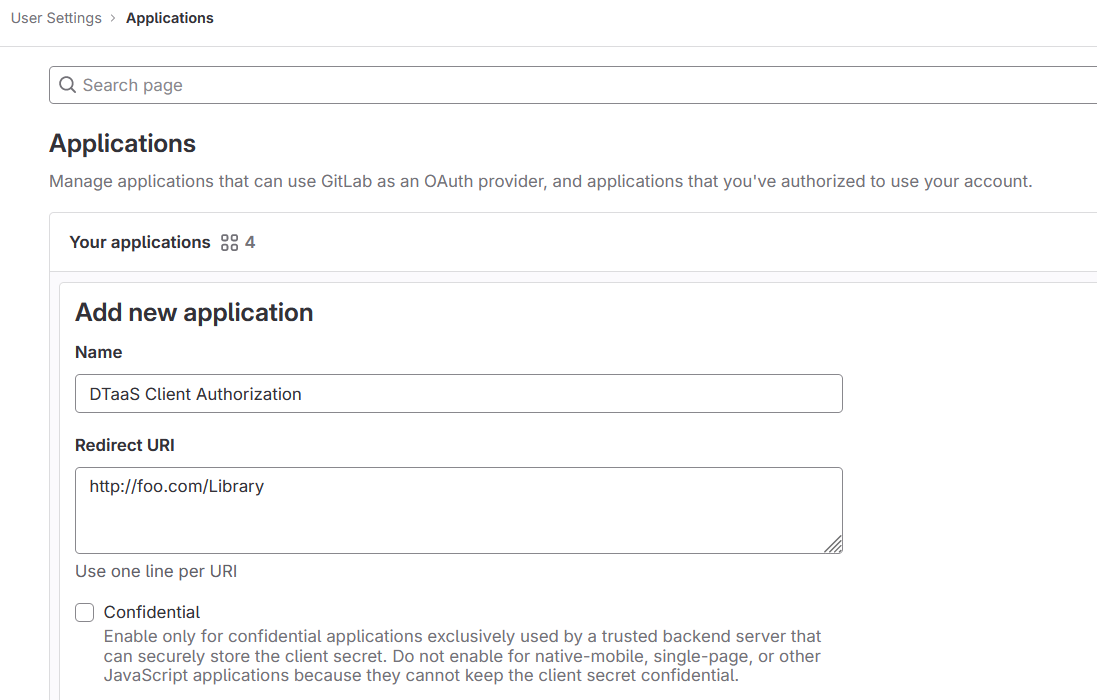 User Settings › Applications
Search page
Applications
Manage applications that can use GitLab as an OAuth provider, and applications that you've authorized to use your account.
Your applications 4
Add new application
Name
DTaaS Client Authorization
Redirect URI
http://foo.com/Library
Use one line per URI
Confidential
Enable only for confidential applications exclusively used by a trusted backend server that
can securely store the client secret. Do not enable for native-mobile, single-page, or other
JavaScript applications because they cannot keep the client secret confidential.